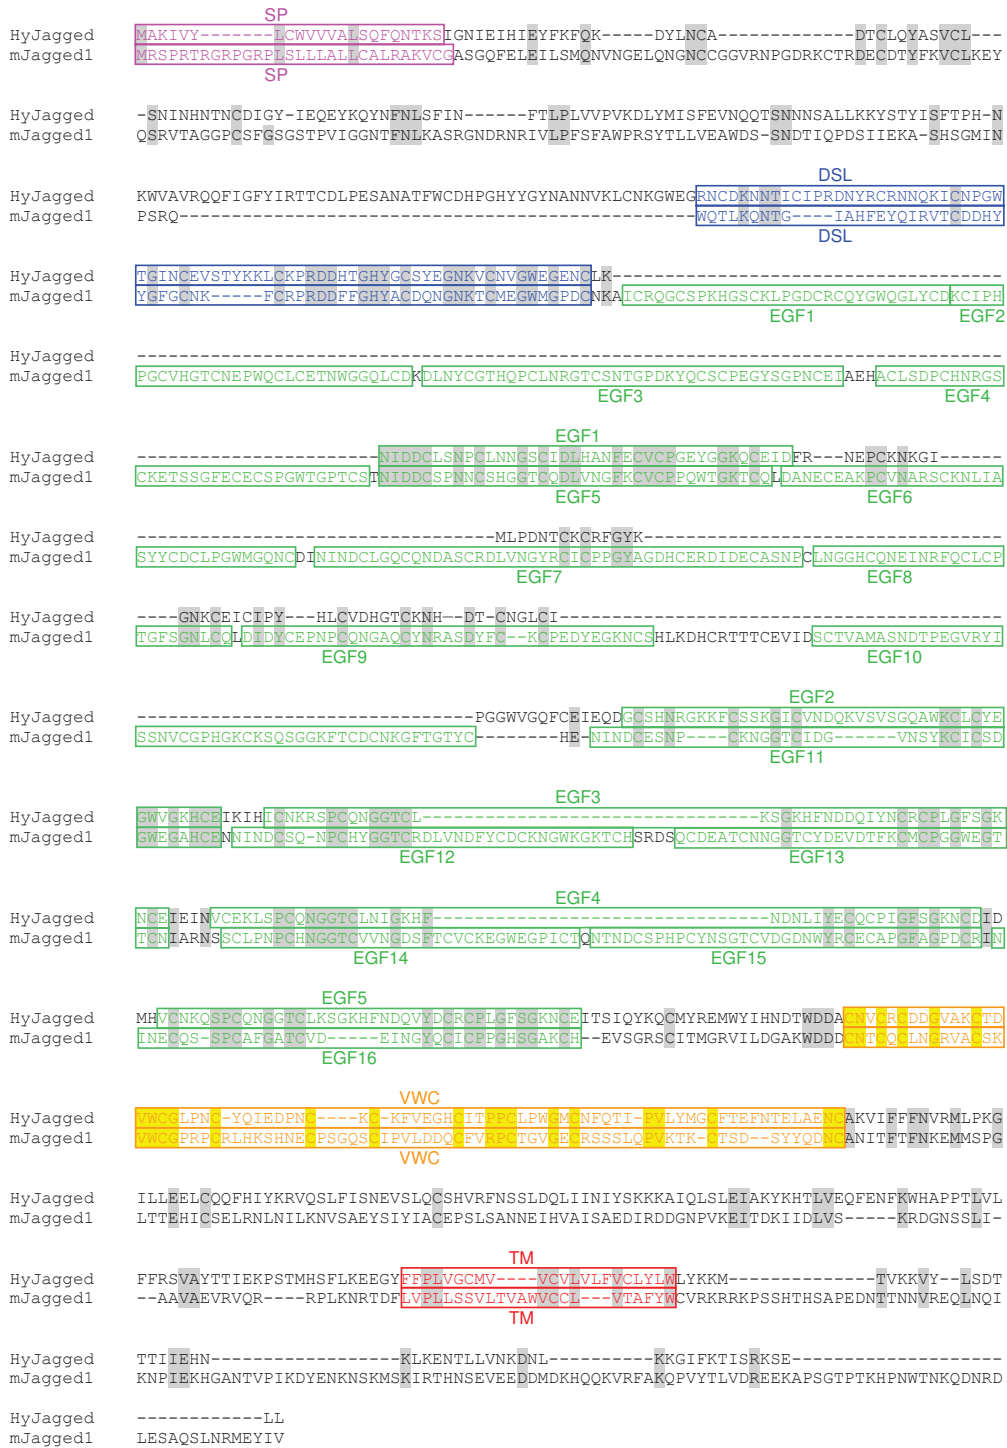 SP
HyJagged MAKIVY-------LCWVVVALSQFQNTKSIGNIEIHIEYFKFQK-----DYLNCA------------DTCLQYASVCL---
mJagged1 MRSPRTRGRPGRPLSLLLALLCALRAKVCGASGQFELEILSMQNVNGELQNGNCCGGVRNPGDRKCTRDECDTYFKVCLKEY
SP
HyJagged -SNINHNTNCDIGY-IEQEYKQYNFNLSFIN-----FTLPLVVPVKDLYMISFEVNQQTSNNNSALLKKYSTYISFTPH-N
mJagged1 QSRVTAGGPCSFGSGSTPVIGGNTFNLKASRGNDRNRIVLPFSFAWPRSYTLLVEAWDS-SNDTIQPDSIIEKA-SHSGMIN
DSL
HyJagged KWVAVRQQFIGFYIRTTCDLPESANATFWCDHPGHYYGYNANNVKLCNKGWEGRNCDKNNTICIPRDNYRCRNNQKICNPGW
mJagged1 PSRQ-------------------------------------------------WQTLKQNTG----IAHFEYQIRVTCDDHY
DSL
HyJagged TGINCEVSTYKKLCKPRDDHTGHYGCSYEGNKVCNVGWEGENCLK-------------------------------------
mJagged1 YGFGCNK-----FCRPRDDFFGHYACDQNGNKTCMEGWMGPDCNKAICRQGCSPKHGSCKLPGDCRCQYGWQGLYCDKCIPH
EGF1 EGF2
HyJagged ----------------------------------------------------------------------------------
mJagged1 PGCVHGTCNEPWQCLCETNWGGQLCDKDLNYCGTHQPCLNRGTCSNTGPDKYQCSCPEGYSGPNCEIAEHACLSDPCHNRGS
EGF3 EGF4
EGF1
HyJagged -----------------------NIDDCLSNPCLNNGSCIDLHANFECVCPGEYGGKQCEIDFR---NEPCKNKGI------
mJagged1 CKETSSGFECECSPGWTGPTCSTNIDDCSPNNCSHGGTCQDLVNGFKCVCPPQWTGKTCQLDANECEAKPCVNARSCKNLIA
EGF5 EGF6
HyJagged ----------------------------------MLPDNTCKCRFGYK----------------------------------
mJagged1 SYYCDCLPGWMGQNCDININDCLGQCQNDASCRDLVNGYRCICPPGYAGDHCERDIDECASNPCLNGGHCQNEINRFQCLCP
EGF7 EGF8
HyJagged ----GNKCEICIPY---HLCVDHGTCKNH--DT-CNGLCI------------------------------------------
mJagged1 TGFSGNLCQLDIDYCEPNPCQNGAQCYNRASDYFC--KCPEDYEGKNCSHLKDHCRTTTCEVIDSCTVAMASNDTPEGVRYI
EGF9 EGF10
EGF2
HyJagged --------------------------------PGGWVGQFCEIEQDGCSHNRGKKFCSSKGICVNDQKVSVSGQAWKCLCYE
mJagged1 SSNVCGPHGKCKSQSGGKFTCDCNKGFTGTYC--------HE-NINDCESNP----CKNGGTCIDG------VNSYKCICSD
EGF11
EGF3
HyJagged GWVGKHCEIKIHICNKRSPCQNGGTCL--------------------------------KSGKHFNDDQIYNCRCPLGFSGK
mJagged1 GWEGAHCENNINDCSQ-NPCHYGGTCRDLVNDFYCDCKNGWKGKTCHSRDSQCDEATCNNGGTCYDEVDTFKCMCPGGWEGT
EGF12 EGF13
EGF4
HyJagged NCEIEINVCEKLSPCQNGGTCLNIGKHF--------------------------------NDNLIYECQCPIGFSGKNCDID
mJagged1 TCNIARNSSCLPNPCHNGGTCVVNGDSFTCVCKEGWEGPICTQNTNDCSPHPCYNSGTCVDGDNWYRCECAPGFAGPDCRIN
EGF14 EGF15
EGF5
HyJagged MHVCNKQSPCQNGGTCLKSGKHFNDQVYDCRCPLGFSGKNCEITSIQYKQCMYREMWYIHNDTWDDACNVCRCDDGVAKCTD
mJagged1 INECQS-SPCAFGATCVD-----EINGYQCICPPGHSGAKCH--EVSGRSCITMGRVILDGAKWDDDCNTCQCLNGRVACSK
EGF16
VWC
HyJagged VWCGLPNC-YQIEDPNC----KC-KFVEGHCITPPCLPWGMCNFQTI-PVLYMGCFTEFNTELAENCAKVIFFFNVRMLPKG
mJagged1 VWCGPRPCRLHKSHNECPSGQSCIPVLDDQCFVRPCTGVGECRSSSLQPVKTK-CTSD--SYYQDNCANITFTFNKEMMSPG
VWC
HyJagged ILLEELCQQFHIYKRVQSLFISNEVSLQCSHVRFNSSLDQLIINIYSKKKAIQLSLEIAKYKHTLVEQFENFKWHAPPTLVL
mJagged1 LTTEHICSELRNLNILKNVSAEYSIYIACEPSLSANNEIHVAISAEDIRDDGNPVKEITDKIIDLVS-----KRDGNSSLI-
TM
HyJagged FFRSVAYTTIEKPSTMHSFLKEEGYFFPLVGCMV----VCVLVLFVCLYLWLYKKM--------------TVKKVY--LSDT
mJagged1 --AAVAEVRVQR---RPLKNRTDFLVPLLSSVLTVAWVCCL---VTAFYWCVRKRRKPSSHTHSAPEDNTTNNVREQLNQI
TM
HyJagged TTIIEHN-----------------KLKENTLLVNKDNL----------KKGIFKTISRKSE---------------------
mJagged1 KNPIEKHGANTVPIKDYENKNSKMSKIRTHNSEVEEDDMDKHQQKVRFAKQPVYTLVDREEKAPSGTPTKHPNWTNKQDNRD
HyJagged ------------LL
mJagged1 LESAQSLNRMEYIV